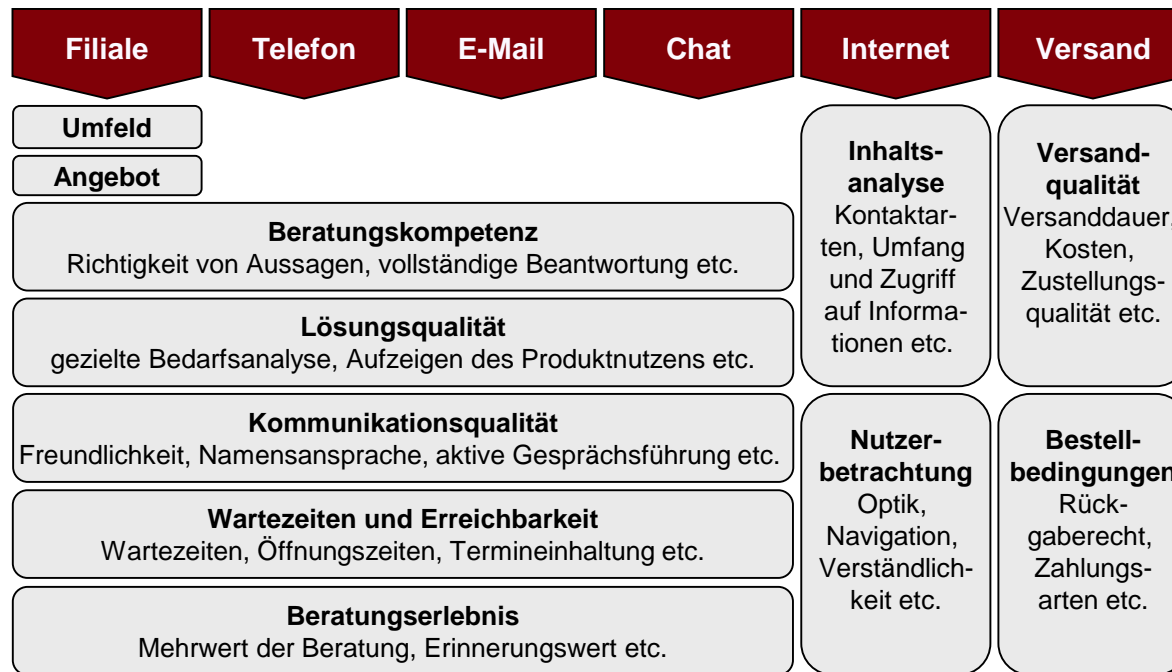 Filiale
Telefon
E-Mail
Chat
Internet
Versand
Umfeld
Angebot
Beratungskompetenz
Richtigkeit von Aussagen, vollständige Beantwortung etc.
Lösungsqualität
gezielte Bedarfsanalyse, Aufzeigen des Produktnutzens etc.
Kommunikationsqualität
Freundlichkeit, Namensansprache, aktive Gesprächsführung etc.
Wartezeiten und Erreichbarkeit
Wartezeiten, Öffnungszeiten, Termineinhaltung etc.
Beratungserlebnis
Mehrwert der Beratung, Erinnerungswert etc.
Inhalts-
analyse
Kontaktar-
ten, Umfang
und Zugriff
auf Informa-
tionen etc.
Nutzer-
betrachtung
Optik,
Navigation,
Verständlich-
keit etc.
Versand-
qualität
Versanddauer,
Kosten,
Zustellungs-
qualität etc.
Bestell-
bedingungen
Rück-
gaberecht,
Zahlungs-
arten etc.